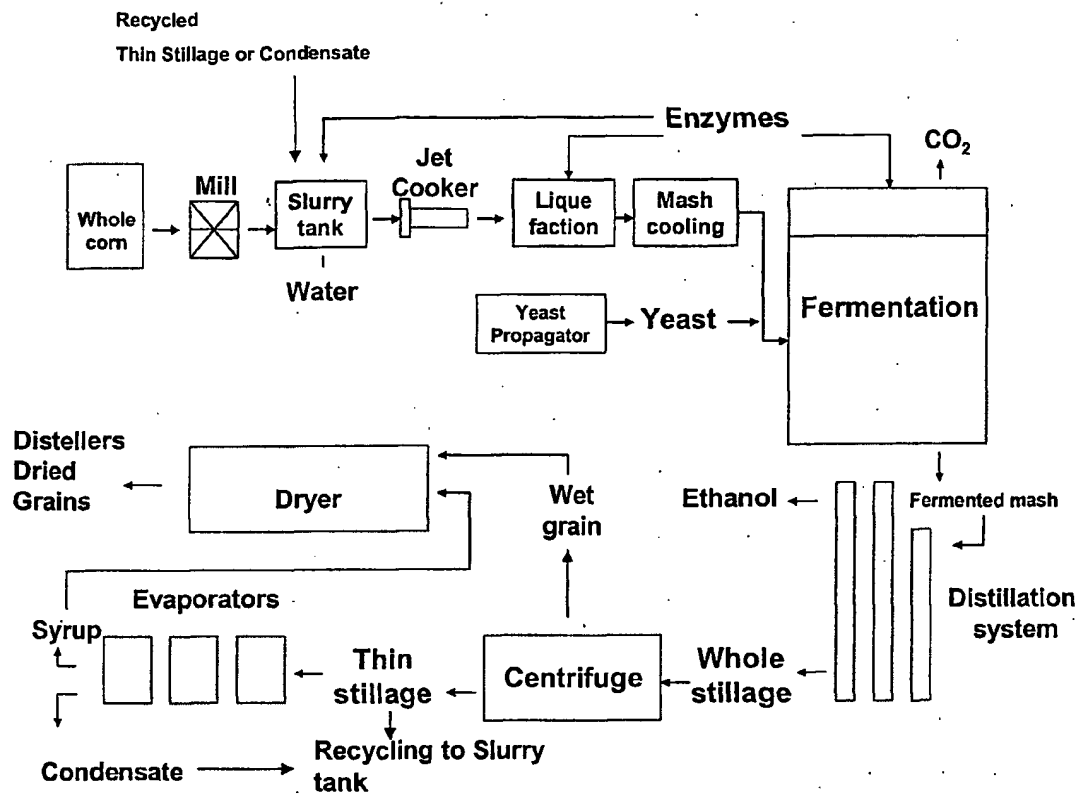 Recycled
Thin Stillage or Condensate
Enzymes
CO₂
Jet
Cooker
Mill
Whole
corn
Slurry
tank
Lique
faction
Mash
cooling
Water
Yeast
Propagator
Yeast
Fermentation
Distellers
Dried
Grains
Dryer
Wet
grain
Ethanol
Fermented mash
Distillation
system
Evaporators
Syrup
Thin
stillage
Centrifuge
Whole
stillage
Condensate
Recycling to Slurry
tank